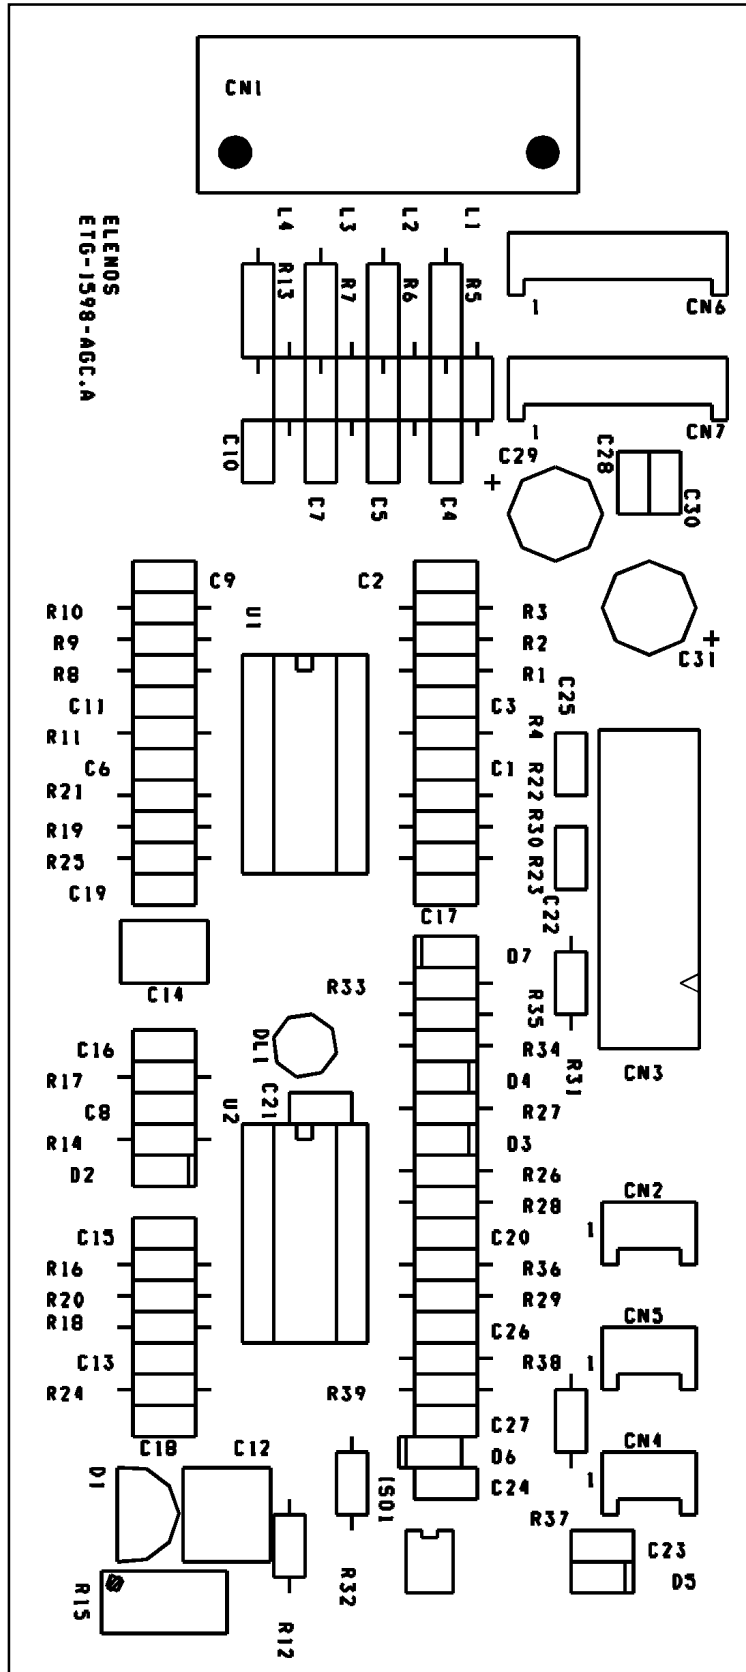 CN1
L4
L3
L2
L1
ELENOS
ETG-1598-AGC.A
R13
R7
R6
R5
1
CN6
1
CN7
C10
C7
C5
C4
+
C29
C28
C30
C9
C2
R10
U1
R3
R9
R2
R8
R1
+
C31
C11
C3
C25
R11
R4
C6
C1
R22
R21
R19
R30
R25
R23
C19
C17
C22
D7
C14
R33
R35
DL1
R34
C16
R31
CN3
R17
D4
C21
C8
U2
R27
R14
D3
D2
R26
CN2
R28
1
C15
C20
R16
R36
R20
R29
R18
C26
CN5
C13
R38
1
R24
R39
C27
C18
C12
D6
CN4
D1
ISO1
C24
1
R37
C23
R15
R32
D5
R12